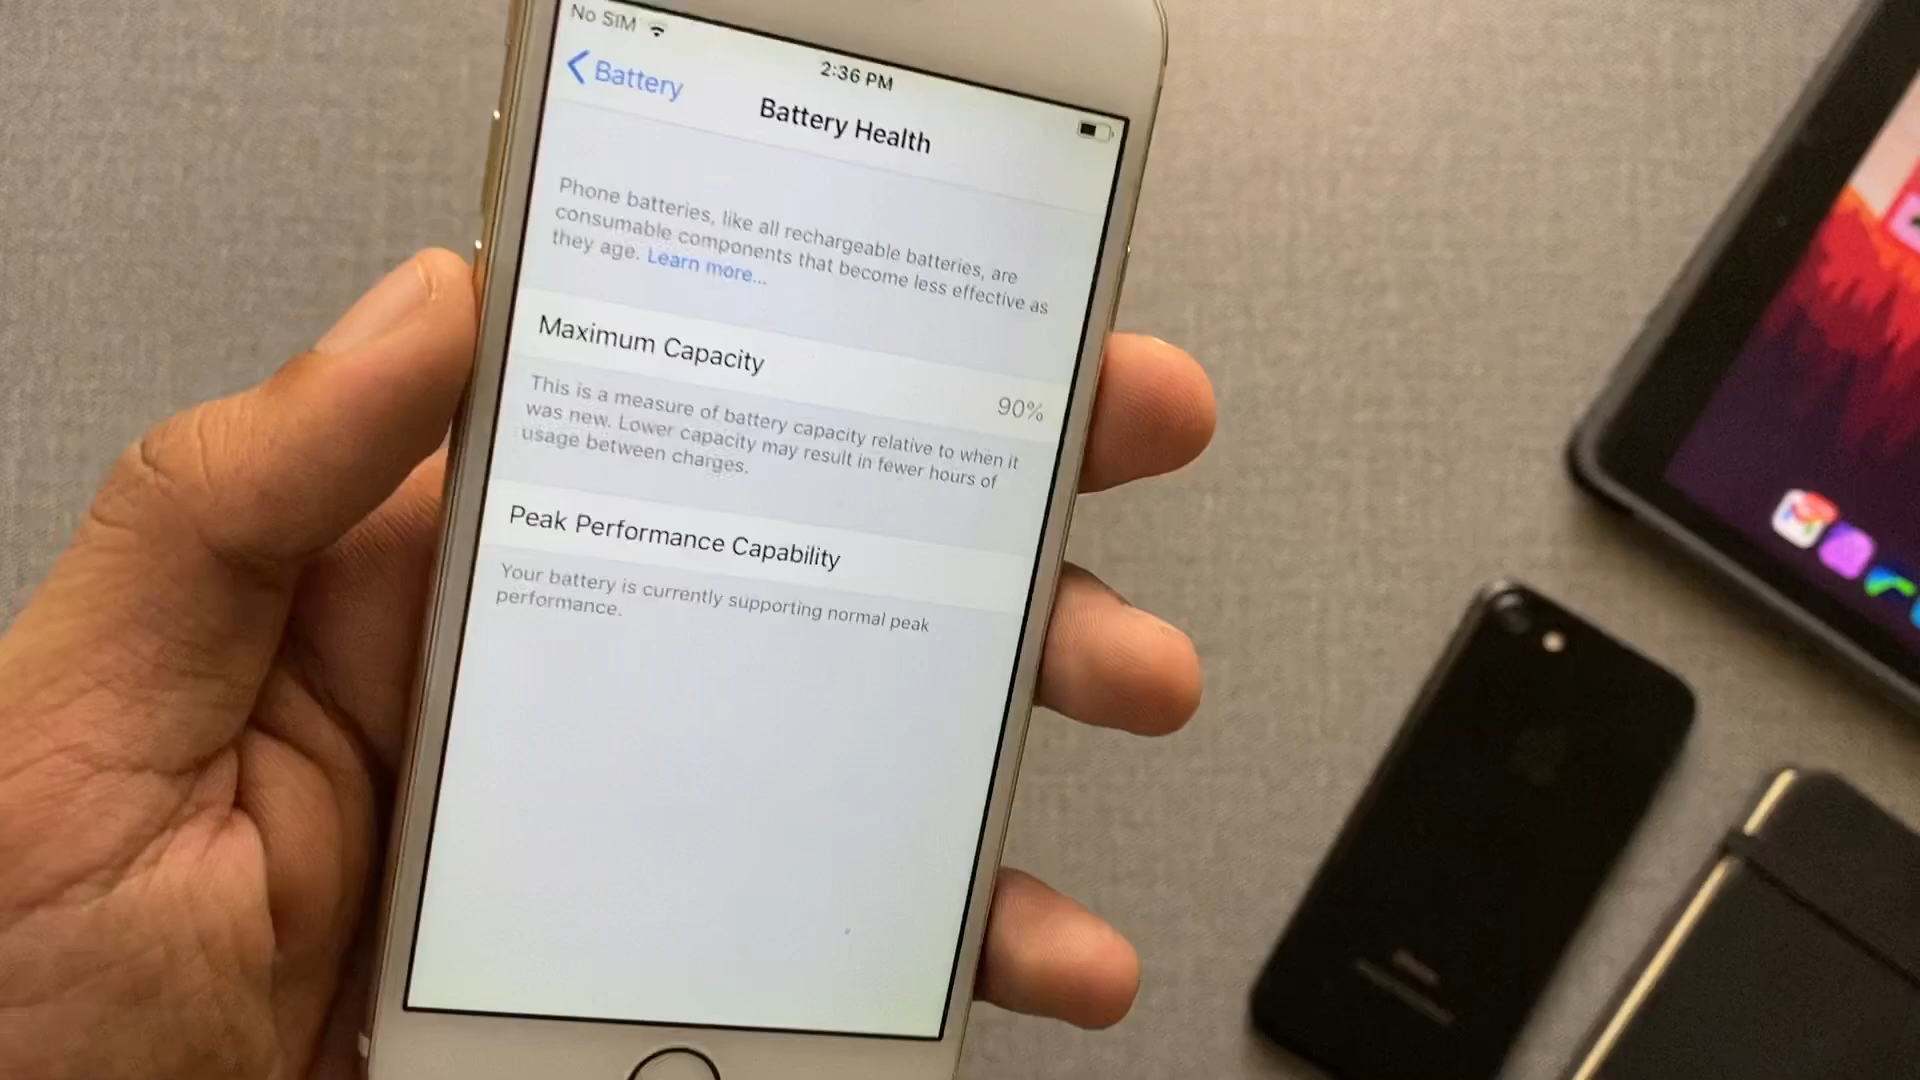 No SIM
2:36 PM
Battery
Battery Health
Phone batteries, like all rechargeable batteries, are
consumable components that become less effective as
they age. Learn more...
Maximum Capacity
90%
This is a measure of battery capacity relative to when it
was new. Lower capacity may result in fewer hours of
usage between charges.
Peak Performance Capability
Your battery is currently supporting normal peak
performance.